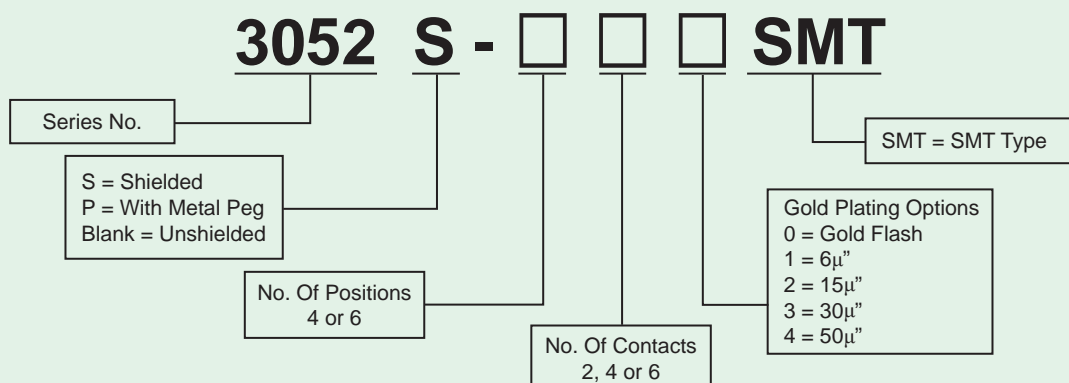 3052 S - □ □ □ SMT
Series No.
SMT = SMT Type
S = Shielded
P = With Metal Peg
Blank = Unshielded
Gold Plating Options
0 = Gold Flash
1 = 6μ”
2 = 15μ”
3 = 30μ”
4 = 50μ”
No. Of Positions
4 or 6
No. Of Contacts
2, 4 or 6